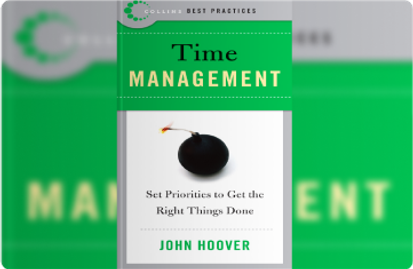 COLLINS BEST PRACTICES
Time
MANAGEMENT
Set Priorities to Get the
Right Things Done
JOHN HOOVER